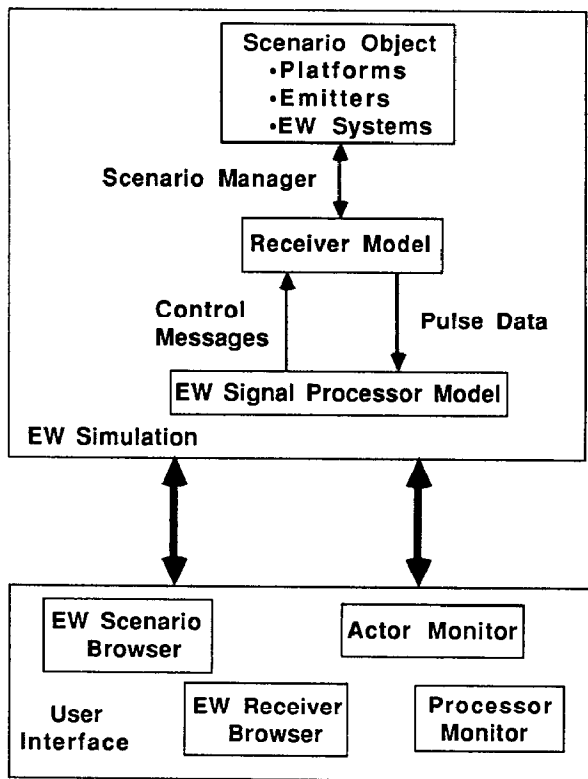 Scenario Object
•Platforms
•Emitters
•EW Systems
Scenario Manager
Receiver Model
Control
Messages
Pulse Data
EW Signal Processor Model
EW Simulation
EW Scenario
Browser
Actor Monitor
User
Interface
EW Receiver
Browser
Processor
Monitor